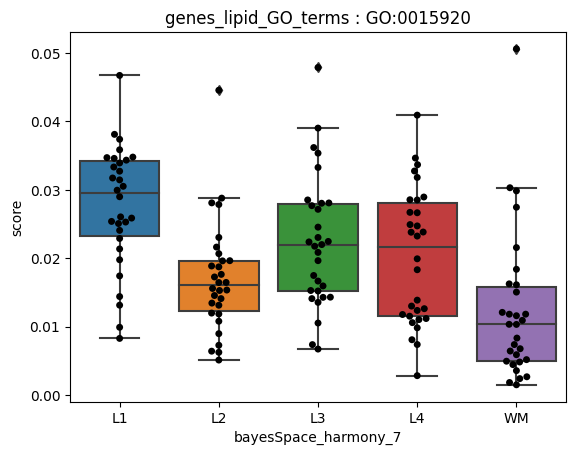 genes_lipid_GO_terms : GO:0015920
0.05
0.04
0.03
0.02
0.01
0.00
score
L1 L2 L3 L4 WM
bayesSpace_harmony_7